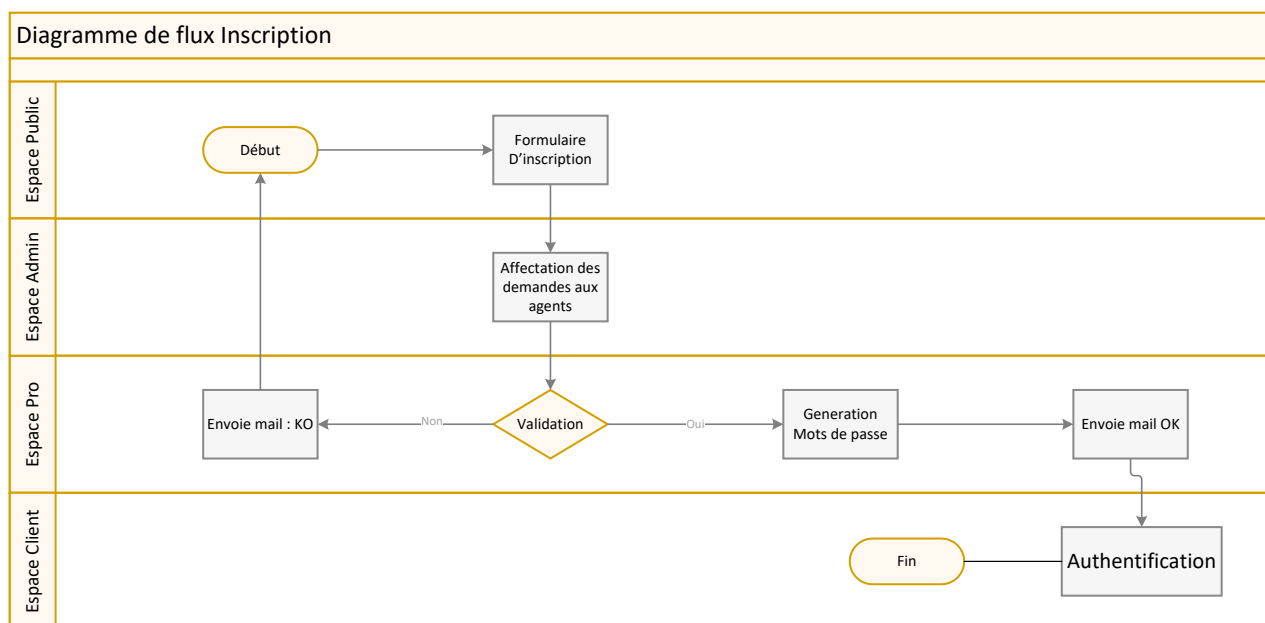 Diagramme de flux Inscription
Espace Public
Début
Formulaire
D’inscription
Espace Admin
Affectation des
demandes aux
agents
Espace Pro
Envoie mail : KO
Non
Validation
Oui
Generation
Mots de passe
Envoie mail OK
Espace Client
Fin
Authentification